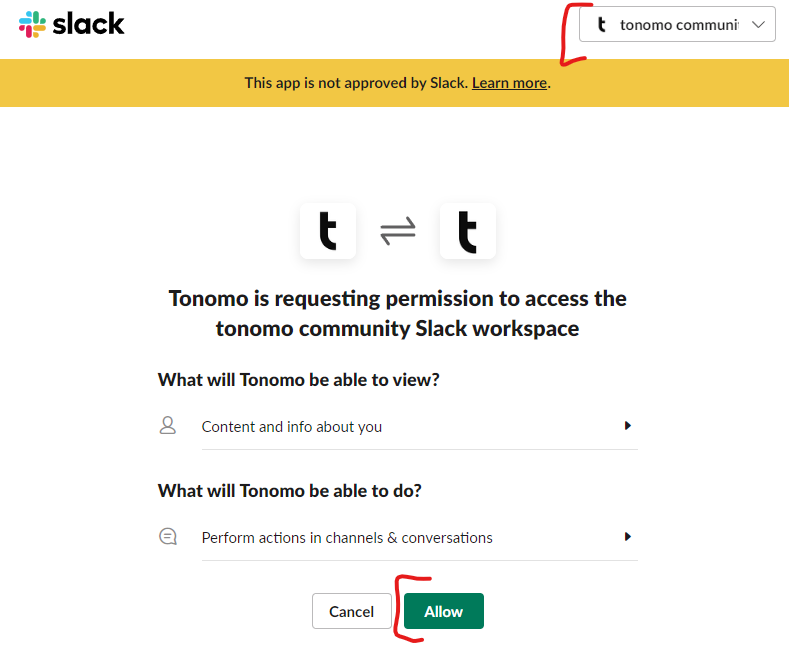 slack
t tonomo communi
This app is not approved by Slack. Learn more.
t t
Tonomo is requesting permission to access the
tonomo community Slack workspace
What will Tonomo be able to view?
Content and info about you
What will Tonomo be able to do?
Perform actions in channels & conversations
Cancel Allow